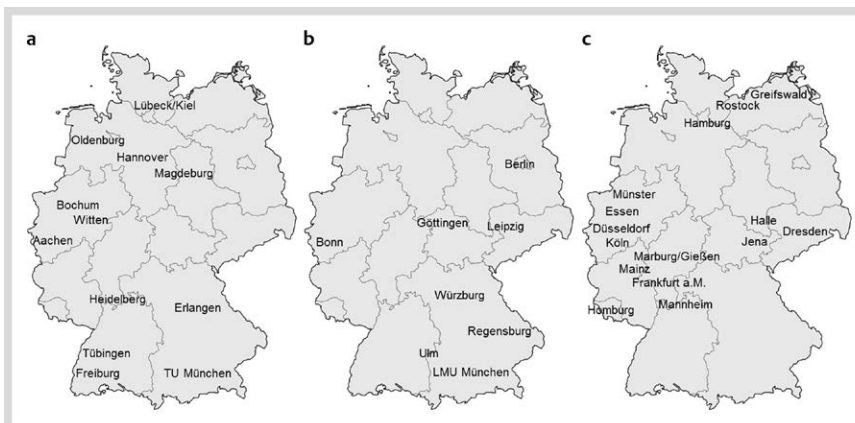 a
Lübeck/Kiel
Oldenburg
Hannover
Magdeburg
Bochum
Witten
Aachen
Heidelberg
Erlangen
Tübingen
Freiburg
TU München
b
Berlin
Göttingen
Leipzig
Bonn
Würzburg
Regensburg
Ulm
LMU München
c
Greifswald
Rostock
Hamburg
Münster
Essen
Düsseldorf
Köln
Halle
Dresden
Jena
Marburg/Gießen
Mainz
Frankfurt a.M.
Homburg
Mannheim